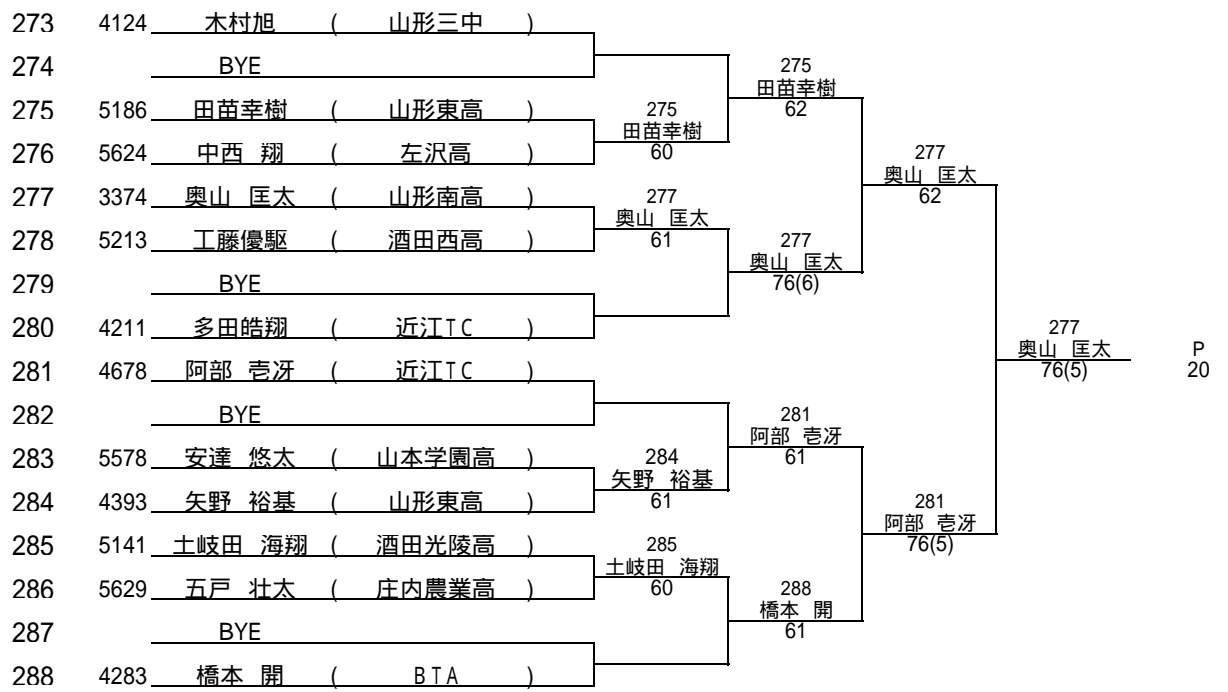 273 4124 木村旭 ( 山形三中 )
274 BYE
275
田苗幸樹
62
275 5186 田苗幸樹 ( 山形東高 )
275
田苗幸樹
60
276 5624 中西 翔 ( 左沢高 )
277
奥山 匡太
62
277 3374 奥山 匡太 ( 山形南高 )
277
奥山 匡太
61
278 5213 工藤優駆 ( 酒田西高 )
277
奥山 匡太
76(6)
279 BYE
280 4211 多田皓翔 ( 近江TC )
277
奥山 匡太
76(5)
P
20
281 4678 阿部 壱冴 ( 近江TC )
282 BYE
281
阿部 壱冴
61
283 5578 安達 悠太 ( 山本学園高 )
284
矢野 裕基
61
284 4393 矢野 裕基 ( 山形東高 )
281
阿部 壱冴
76(5)
285 5141 土岐田 海翔 ( 酒田光陵高 )
285
土岐田 海翔
60
286 5629 五戸 壮太 ( 庄内農業高 )
288
橋本 開
61
287 BYE
288 4283 橋本 開 ( BTA )